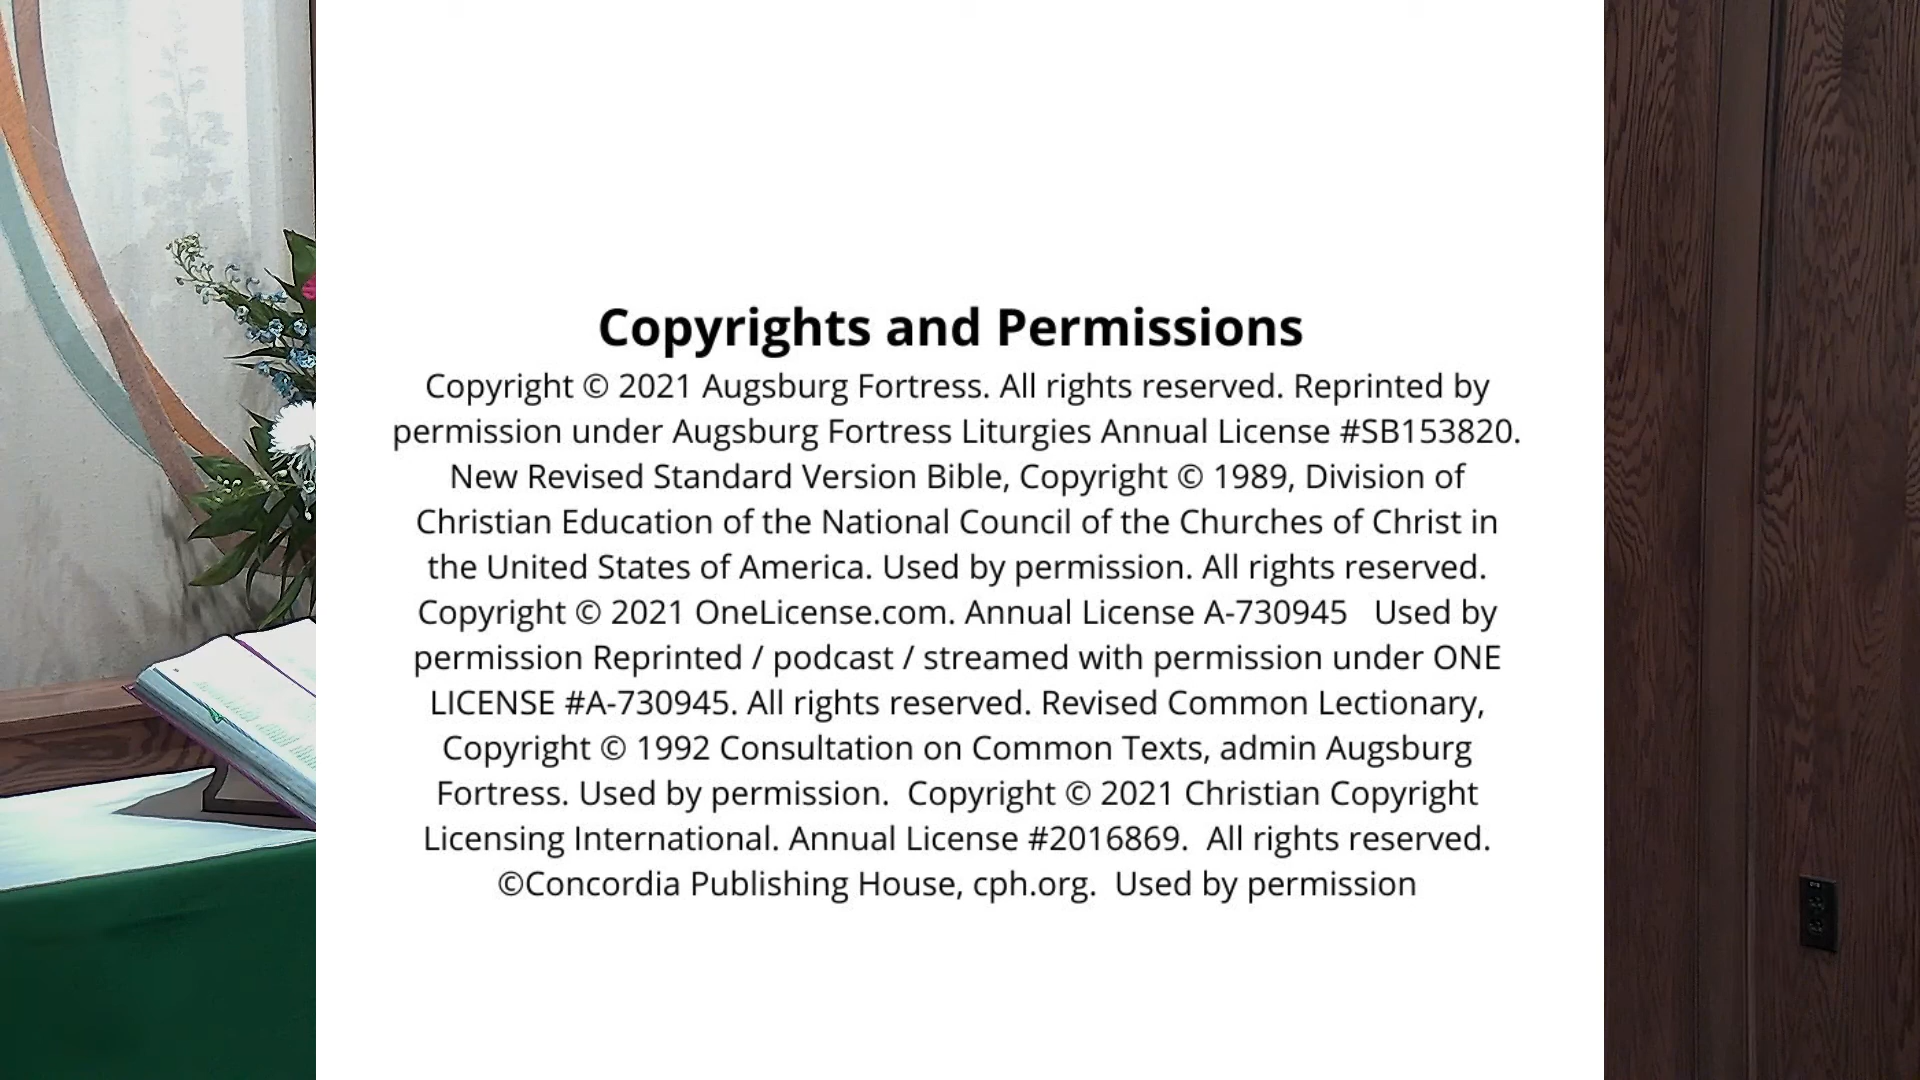 Copyrights and Permissions
Copyright © 2021 Augsburg Fortress. All rights reserved. Reprinted by
permission under Augsburg Fortress Liturgies Annual License #SB153820.
New Revised Standard Version Bible, Copyright © 1989, Division of
Christian Education of the National Council of the Churches of Christ in
the United States of America. Used by permission. All rights reserved.
Copyright © 2021 OneLicense.com. Annual License A-730945   Used by
permission Reprinted / podcast / streamed with permission under ONE
LICENSE #A-730945. All rights reserved. Revised Common Lectionary,
Copyright © 1992 Consultation on Common Texts, admin Augsburg
Fortress. Used by permission.  Copyright © 2021 Christian Copyright
Licensing International. Annual License #2016869.  All rights reserved.
©Concordia Publishing House, cph.org.  Used by permission